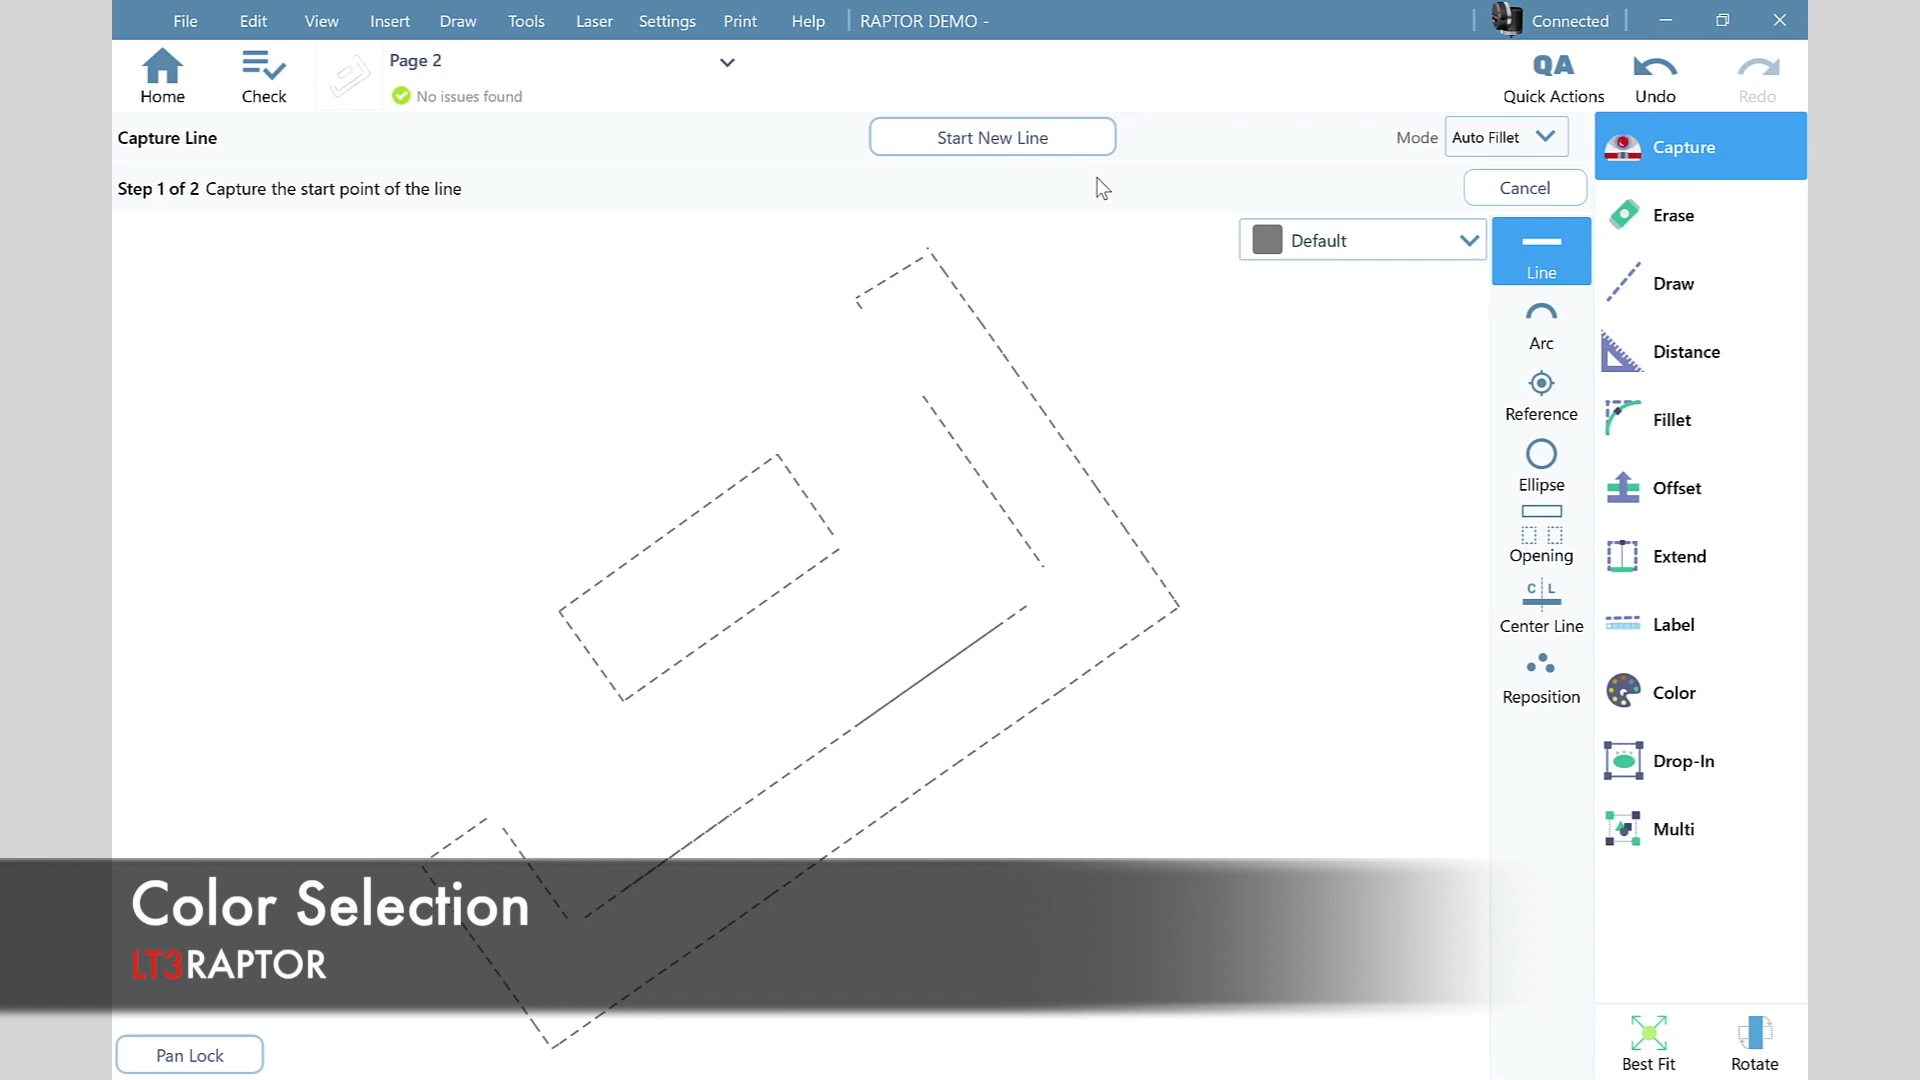 File Edit View Insert Draw Tools Laser Settings Print Help RAPTOR DEMO - Connected
Home
Check
Page 2
No issues found
QA
Quick Actions
Undo
Redo
Capture Line
Start New Line
Mode Auto Fillet
Step 1 of 2 Capture the start point of the line
Cancel
Default
Line
Arc
Reference
Ellipse
Opening
C L
Center Line
Reposition
Capture
Erase
Draw
Distance
Fillet
Offset
Extend
Label
Color
Drop-In
Multi
Color Selection
LT3RAPTOR
Pan Lock
Best Fit
Rotate